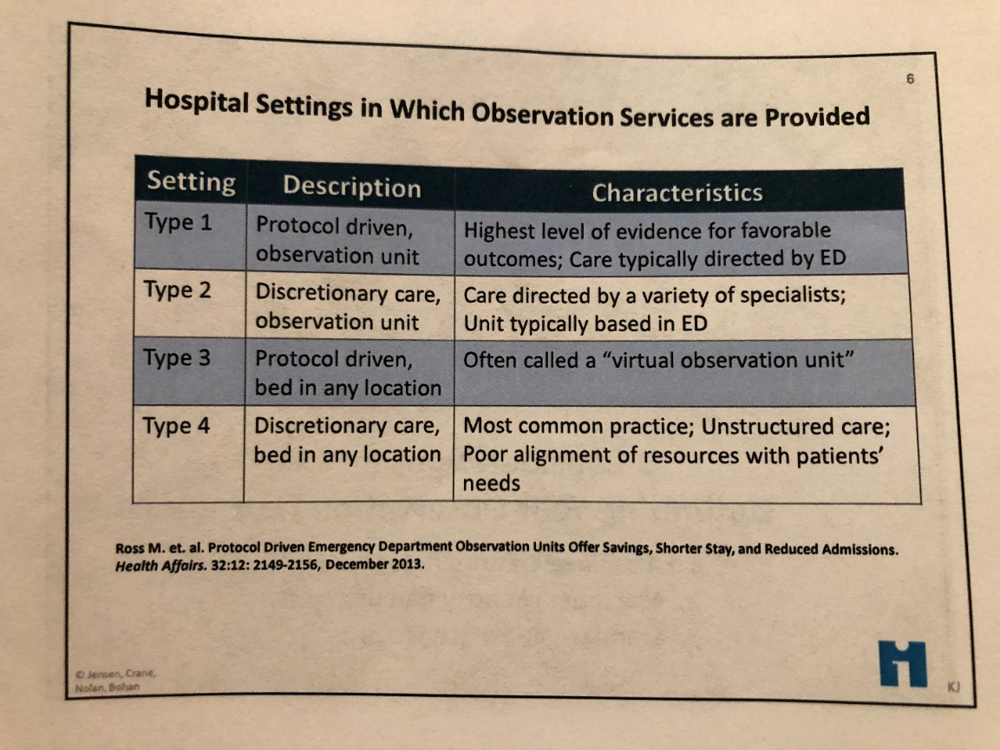 6
Hospital Settings in Which Observation Services are Provided
Setting Description Characteristics
Type 1 Protocol driven, Highest level of evidence for favorable
observation unit outcomes; Care typically directed by ED
Type 2 Discretionary care, Care directed by a variety of specialists;
observation unit Unit typically based in ED
Type 3 Protocol driven, Often called a “virtual observation unit”
bed in any location
Type 4 Discretionary care, Most common practice; Unstructured care;
bed in any location Poor alignment of resources with patients’
needs
Ross M. et. al. Protocol Driven Emergency Department Observation Units Offer Savings, Shorter Stay, and Reduced Admissions.
Health Affairs. 32:12: 2149-2156, December 2013.
© Jensen, Crane,
Nolan, Bohan
KJ